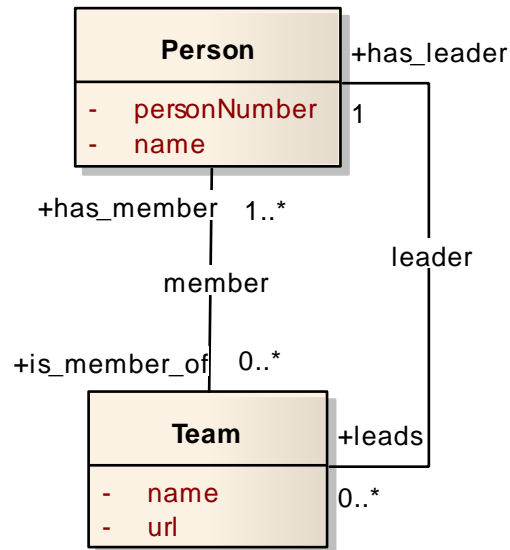 Person
+has_leader
- personNumber
- name
1
+has_member
1..*
leader
member
+is_member_of
0..*
Team
+leads
- name
- url
0..*